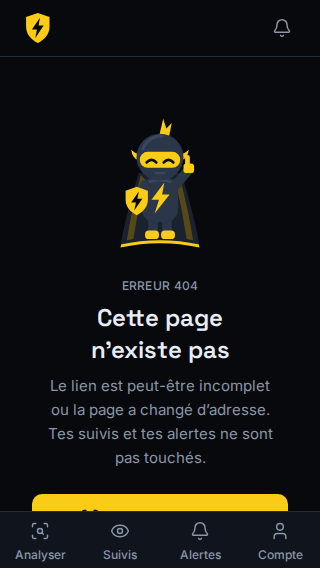 ERREUR 404
Cette page
n'existe pas
Le lien est peut-être incomplet
ou la page a changé d'adresse.
Tes suivis et tes alertes ne sont
pas touchés.
Analyser
Suivis
Alertes
Compte